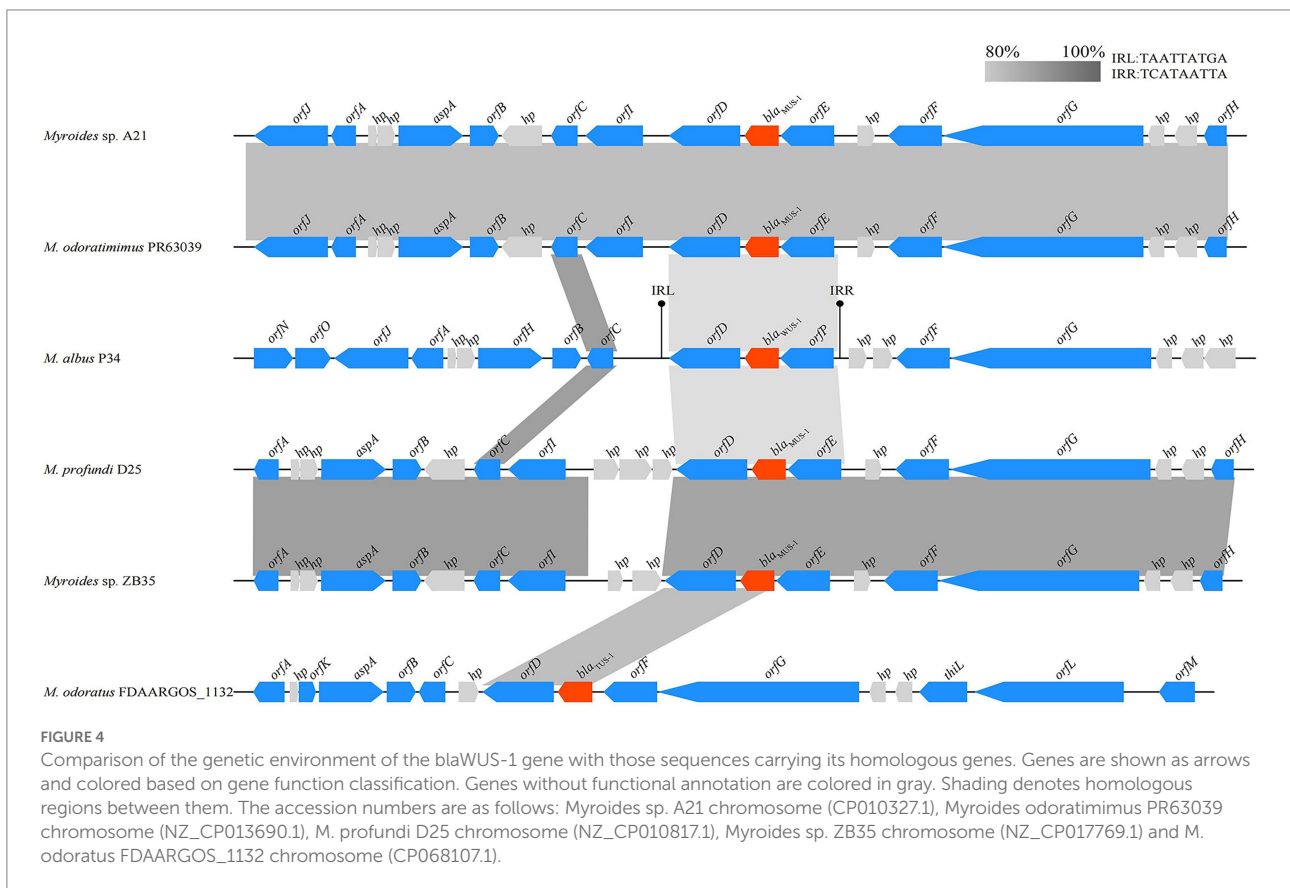 80% 100% IRL:TAATTATGA
IRR:TCATAATTA
orfJ orfA hp hp aspA orfB hp orfC orfI orfD blaMUS-1 orfE hp orfF orfG hp hp orfH
Myroides sp. A21
orfJ orfA hp hp aspA orfB hp orfC orfI orfD blaMUS-1 orfE hp orfF orfG hp hp orfH
M. odoratimimus PR63039
IRL IRR
orfN orfO orfJ orfA hp hp orfH orfB orfC orfD blaWUS-1 orfP hp hp orfF orfG hp hp hp
M. albus P34
orfA hp hp aspA orfB hp orfC orfI hp hp hp orfD blaMUS-1 orfE hp orfF orfG hp hp orfH
M. profundi D25
orfA hp hp aspA orfB hp orfC orfI hp hp orfD blaMUS-1 orfE hp orfF orfG hp hp orfH
Myroides sp. ZB35
orfA hp orfK aspA orfB orfC hp orfD blaTUS-1 orfF orfG hp hp thiL orfL orfM
M. odoratus FDAARGOS_1132
FIGURE 4
Comparison of the genetic environment of the blaWUS-1 gene with those sequences carrying its homologous genes. Genes are shown as arrows
and colored based on gene function classification. Genes without functional annotation are colored in gray. Shading denotes homologous
regions between them. The accession numbers are as follows: Myroides sp. A21 chromosome (CP010327.1), Myroides odoratimimus PR63039
chromosome (NZ_CP013690.1), M. profundi D25 chromosome (NZ_CP010817.1), Myroides sp. ZB35 chromosome (NZ_CP017769.1) and M.
odoratus FDAARGOS_1132 chromosome (CP068107.1).